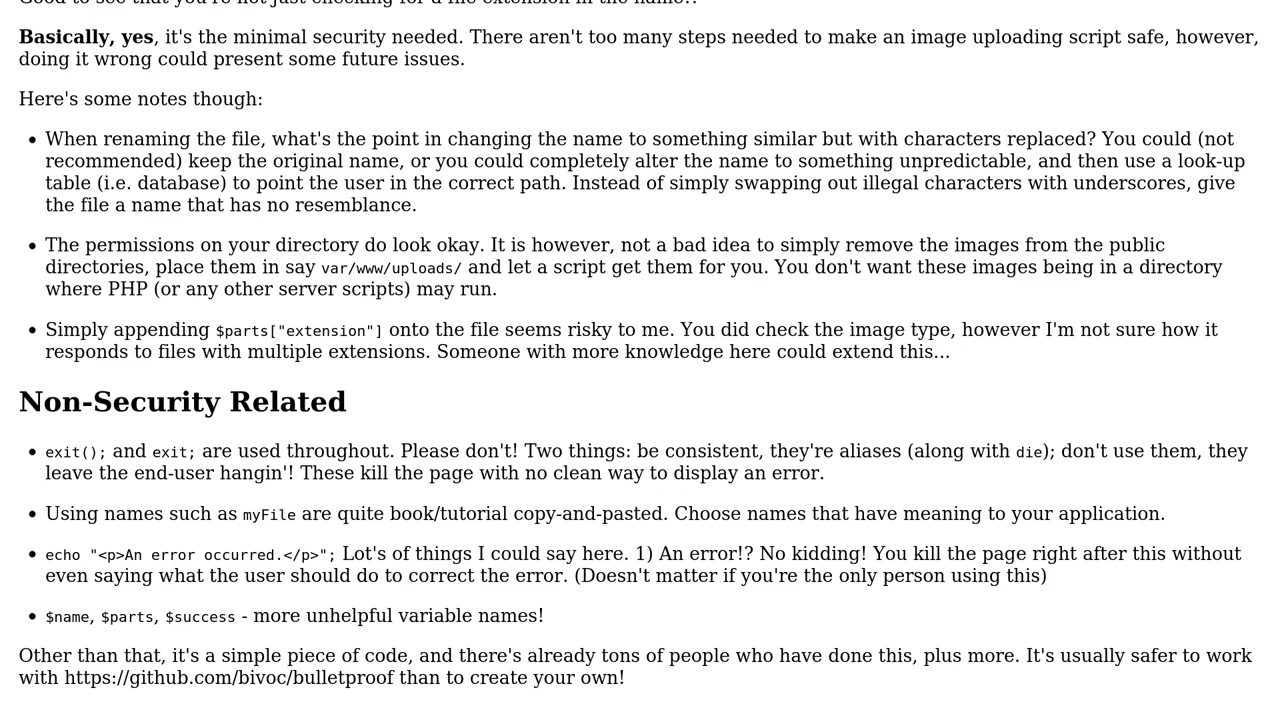 Good to see that you're not just checking for a file extension in the name!!
Basically, yes, it's the minimal security needed. There aren't too many steps needed to make an image uploading script safe, however,
doing it wrong could present some future issues.
Here's some notes though:
• When renaming the file, what's the point in changing the name to something similar but with characters replaced? You could (not
recommended) keep the original name, or you could completely alter the name to something unpredictable, and then use a look-up
table (i.e. database) to point the user in the correct path. Instead of simply swapping out illegal characters with underscores, give
the file a name that has no resemblance.
• The permissions on your directory do look okay. It is however, not a bad idea to simply remove the images from the public
directories, place them in say var/www/uploads/ and let a script get them for you. You don't want these images being in a directory
where PHP (or any other server scripts) may run.
• Simply appending $parts["extension"] onto the file seems risky to me. You did check the image type, however I'm not sure how it
responds to files with multiple extensions. Someone with more knowledge here could extend this...
Non-Security Related
• exit(); and exit; are used throughout. Please don't! Two things: be consistent, they're aliases (along with die); don't use them, they
leave the end-user hangin'! These kill the page with no clean way to display an error.
• Using names such as myFile are quite book/tutorial copy-and-pasted. Choose names that have meaning to your application.
• echo "<p>An error occurred.</p>"; Lot's of things I could say here. 1) An error!? No kidding! You kill the page right after this without
even saying what the user should do to correct the error. (Doesn't matter if you're the only person using this)
• $name, $parts, $success - more unhelpful variable names!
Other than that, it's a simple piece of code, and there's already tons of people who have done this, plus more. It's usually safer to work
with https://github.com/bivoc/bulletproof than to create your own!